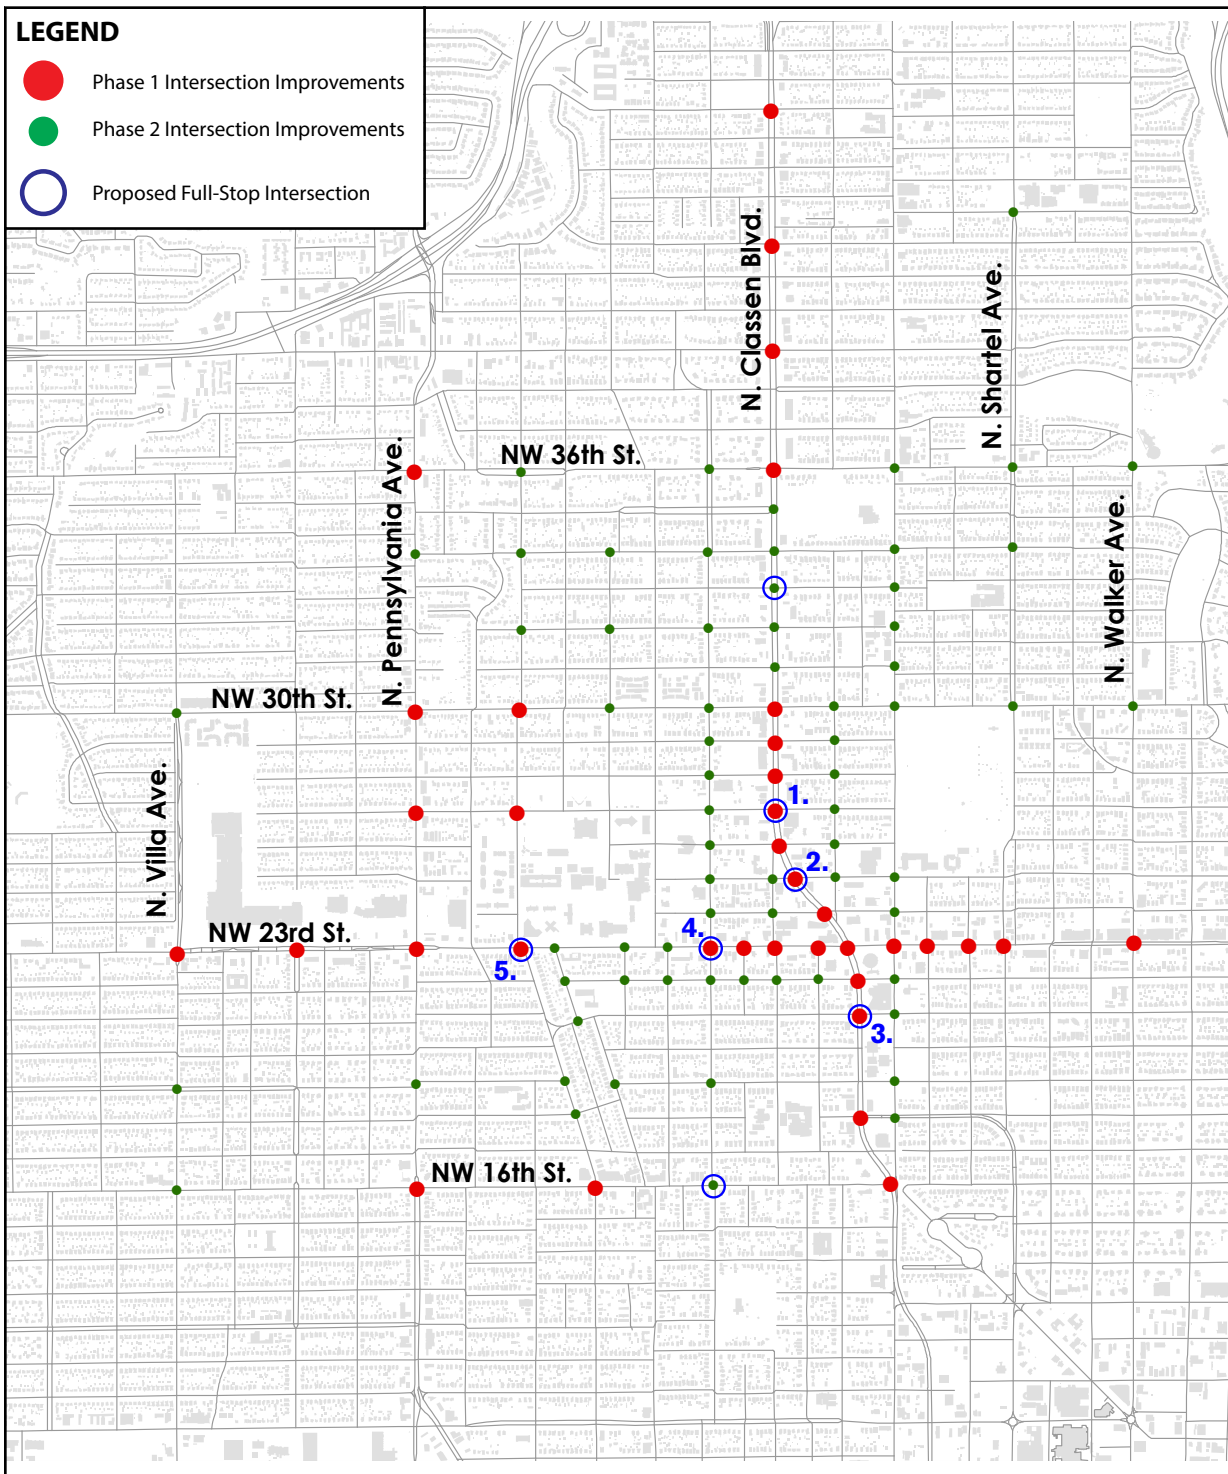 LEGEND
Phase 1 Intersection Improvements
Phase 2 Intersection Improvements
Proposed Full-Stop Intersection
N. Classen Blvd.
N. Shartel Ave.
NW 36th St.
N. Pennsylvania Ave.
N. Walker Ave.
NW 30th St.
N. Villa Ave.
1.
2.
NW 23rd St.
4.
5.
3.
NW 16th St.